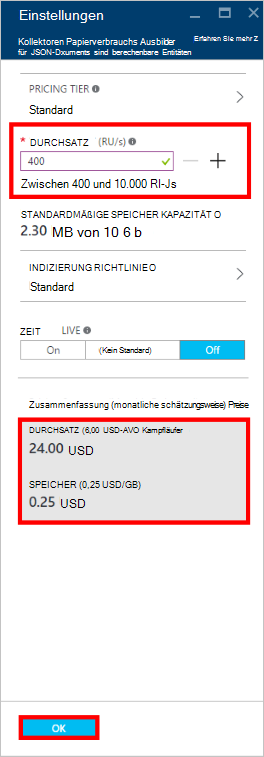 Einstellungen
Kollektoren Papierverbrauchs Ausbilder
Erfahren Sie mehr Z
für JSON-Dxuments sind berechenbare Entitäten
PRICING TIER
Standard
* DURCHSATZ (RU/s)
400
Zwischen 400 und 10.000 RI-Js
STANDARDMÄßIGE SPEICHER KAPAZITÄT O
2.30 MB von 10 6 b
INDIZIERUNG RICHTLINIEO
Standard
ZEIT LIVE
On (Kein Standard) Off
Zusammenfassung (monatliche schätzungsweise) Preise
DURCHSATZ (6,00 USD-AVO Kampfläufer
24.00 USD
SPEICHER (0,25 USD/GB)
0.25 USD
OK